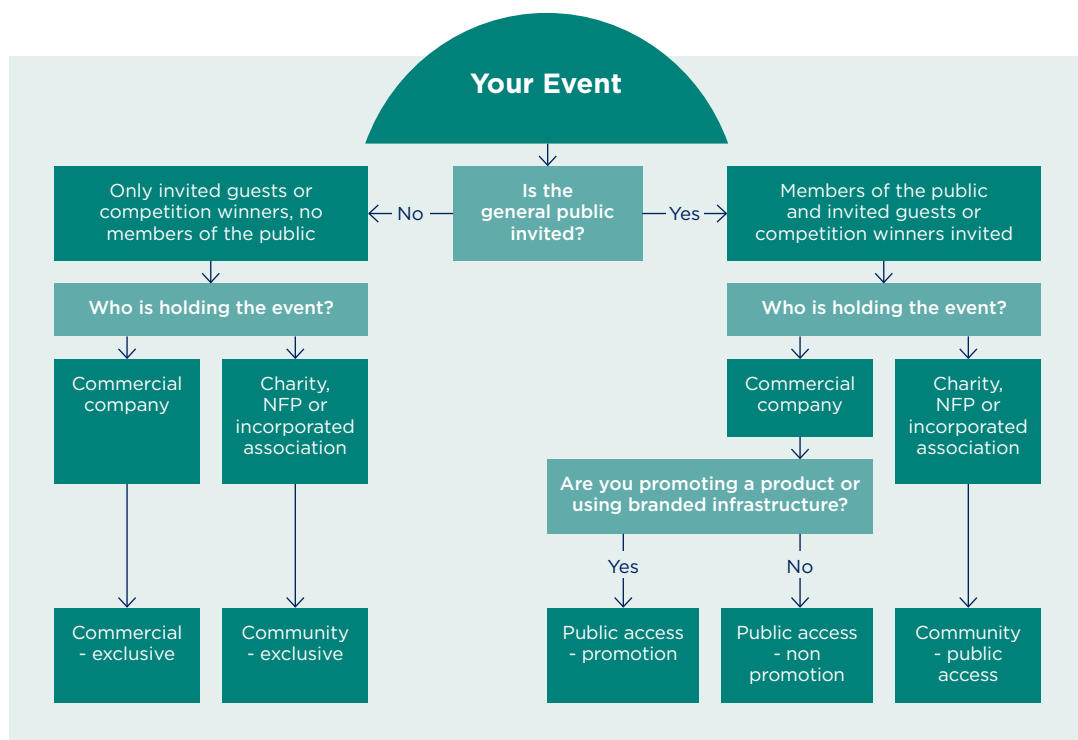 Your Event
Is the
general public
invited?
No
Yes
Only invited guests or
competition winners, no
members of the public
Members of the public
and invited guests or
competition winners invited
Who is holding the event?
Who is holding the event?
Commercial
company
Charity,
NFP or
incorporated
association
Commercial
company
Charity,
NFP or
incorporated
association
Are you promoting a product or
using branded infrastructure?
Yes
No
Commercial
- exclusive
Community
- exclusive
Public access
- promotion
Public access
- non
promotion
Community
- public
access